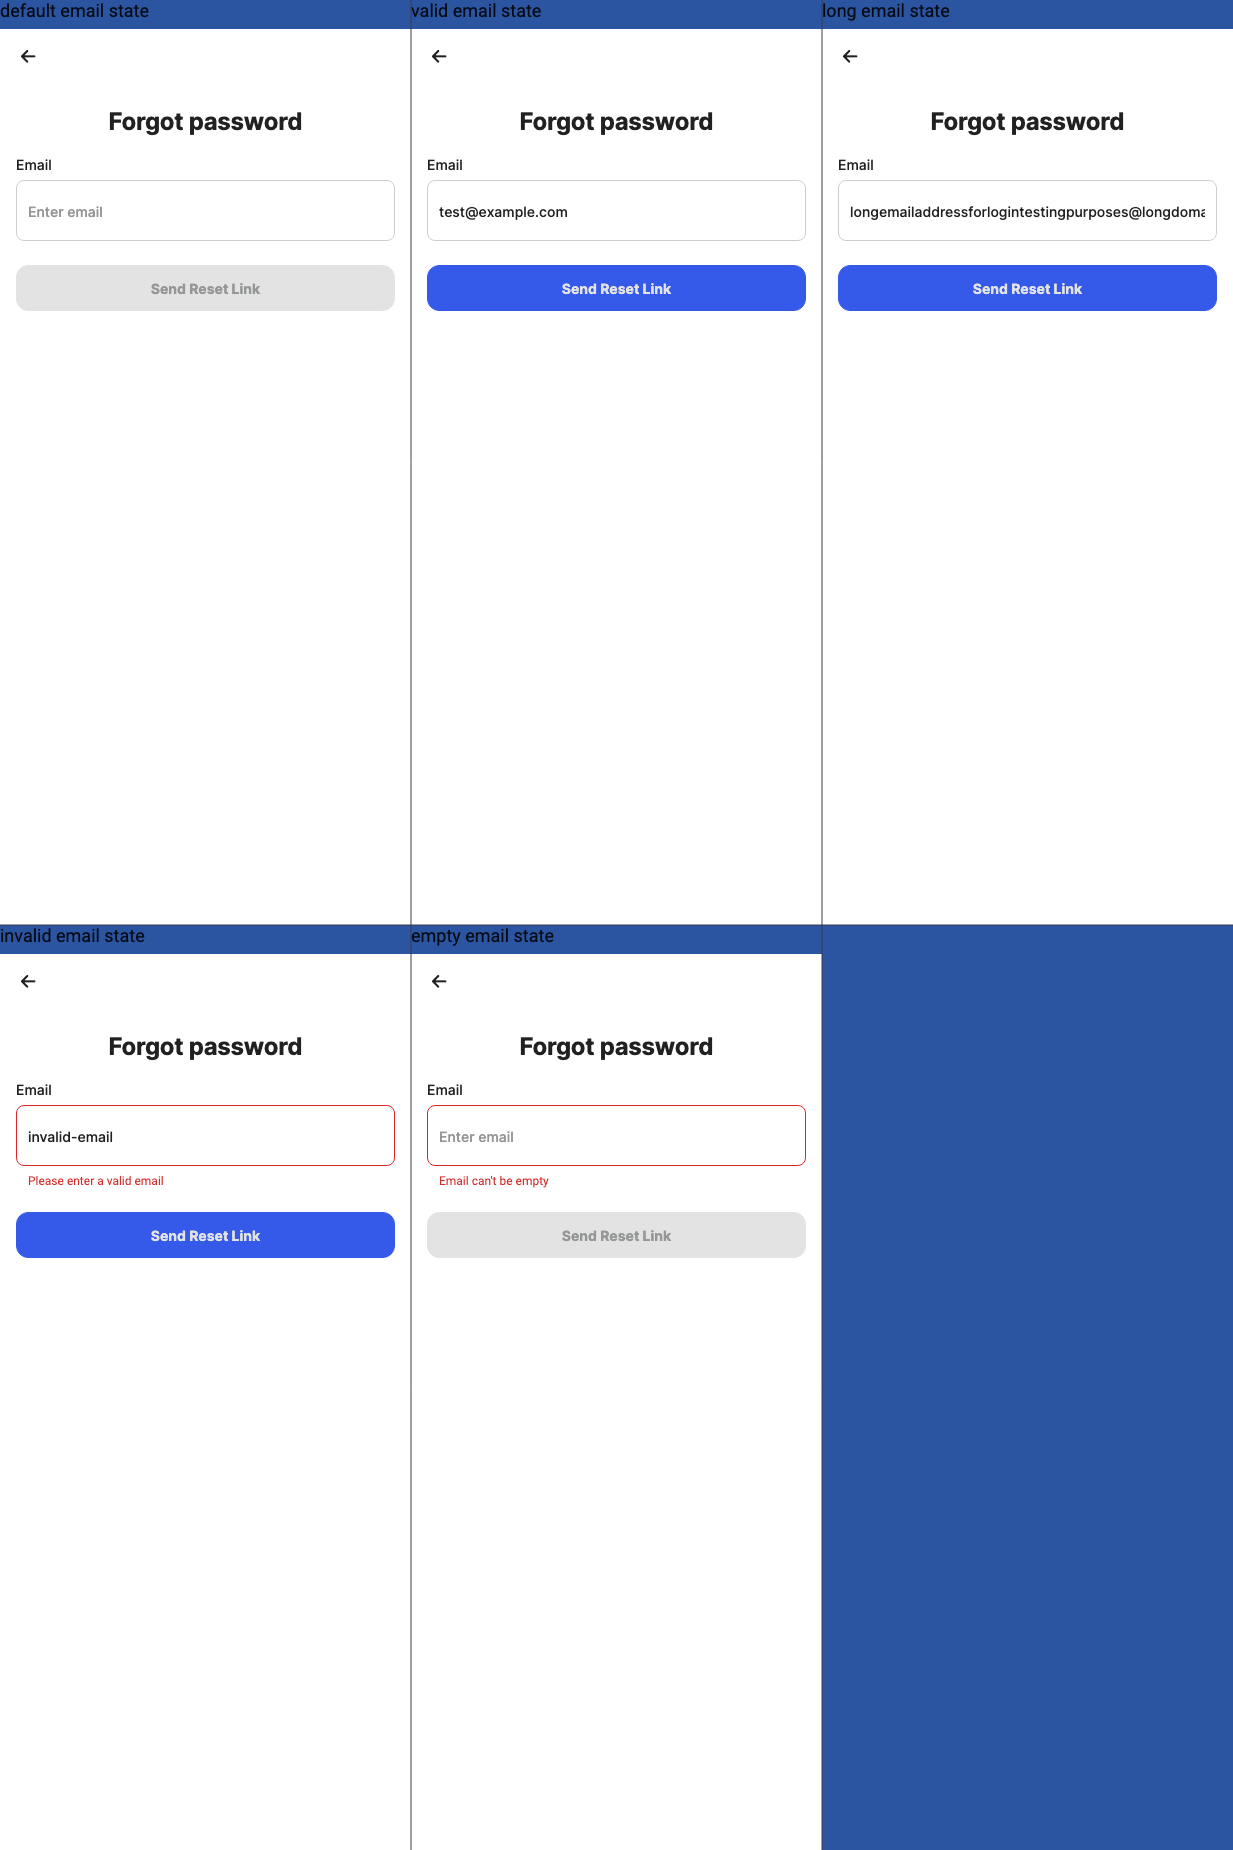 default email state
Forgot password
Email
Enter email
Send Reset Link
valid email state
Forgot password
Email
test@example.com
Send Reset Link
long email state
Forgot password
Email
longemailaddressforlogintestingpurposes@longdoma
Send Reset Link
invalid email state
Forgot password
Email
invalid-email
Please enter a valid email
Send Reset Link
empty email state
Forgot password
Email
Enter email
Email can't be empty
Send Reset Link